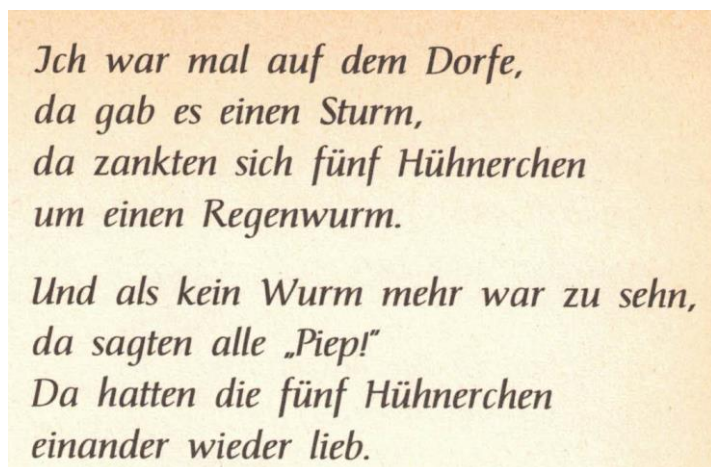 Ich war mal auf dem Dorfe,
da gab es einen Sturm,
da zankten sich fünf Hühnerchen
um einen Regenwurm.
Und als kein Wurm mehr war zu sehn,
da sagten alle „Piep!“
Da hatten die fünf Hühnerchen
einander wieder lieb.